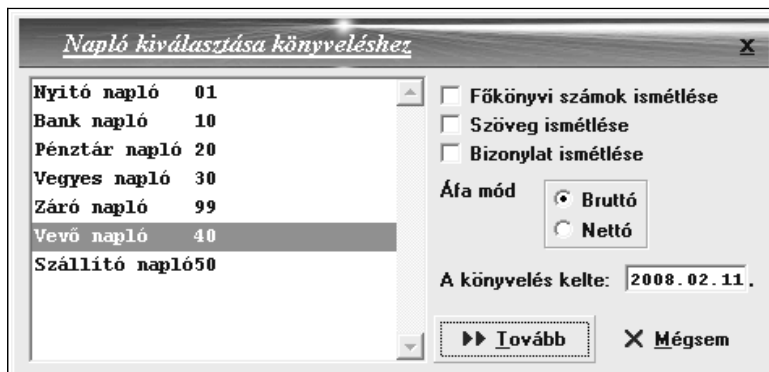 Napló kiválasztása könyveléshez
x
Nyitó napló 01
Bank napló 10
Pénztár napló 20
Vegyes napló 30
Záró napló 99
Vevő napló 40
Szállító napló50
Főkönyvi számok ismétlése
Szöveg ismétlése
Bizonylat ismétlése
Áfa mód
Bruttó
Nettó
A könyvelés kelte: 2008.02.11.
Tovább
Mégsem